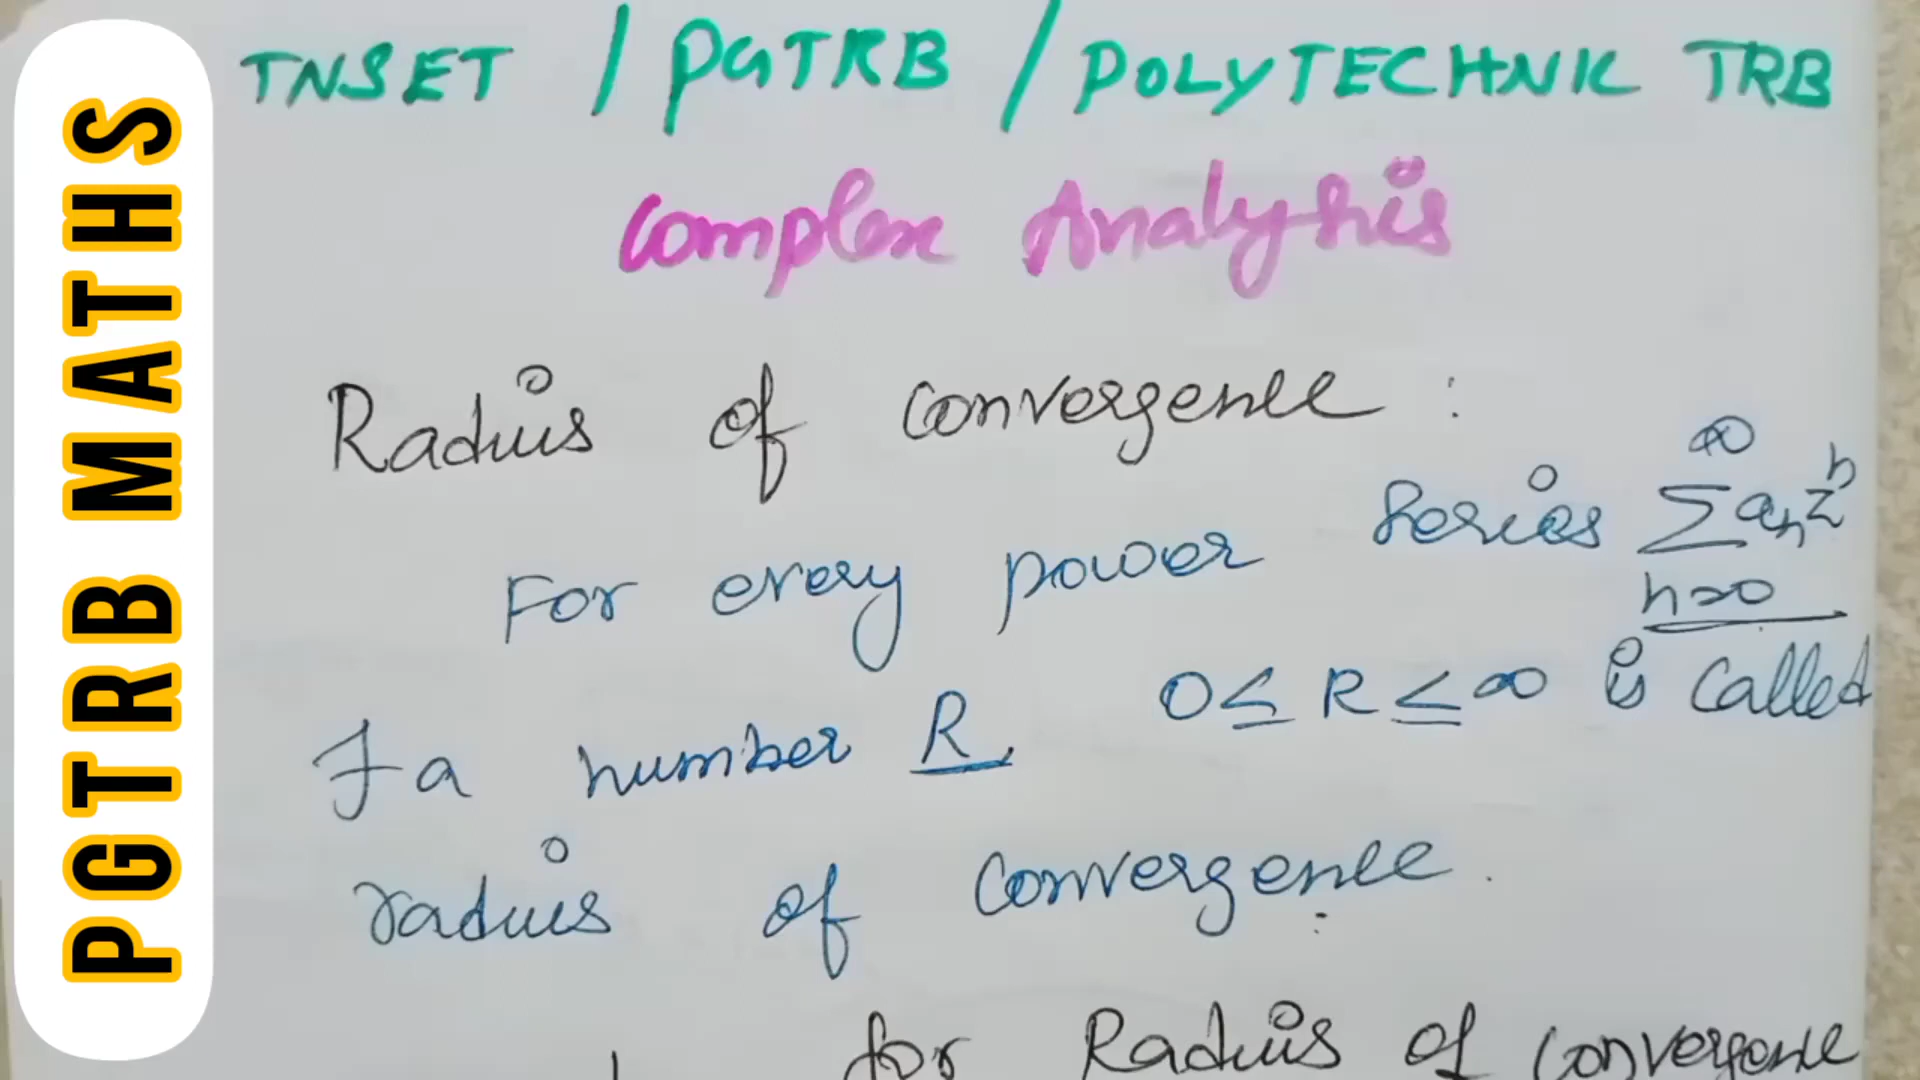 PGTRB MATHS
TNSET / PGTRB / POLYTECHNIC TRB
Complex Analysis
Radius of Convergence :
For every power Series ∞∑n=0 aₙzⁿ
∃ a number R 0 ≤ R ≤ ∞ is called
radius of Convergence.
for Radius of Convergence